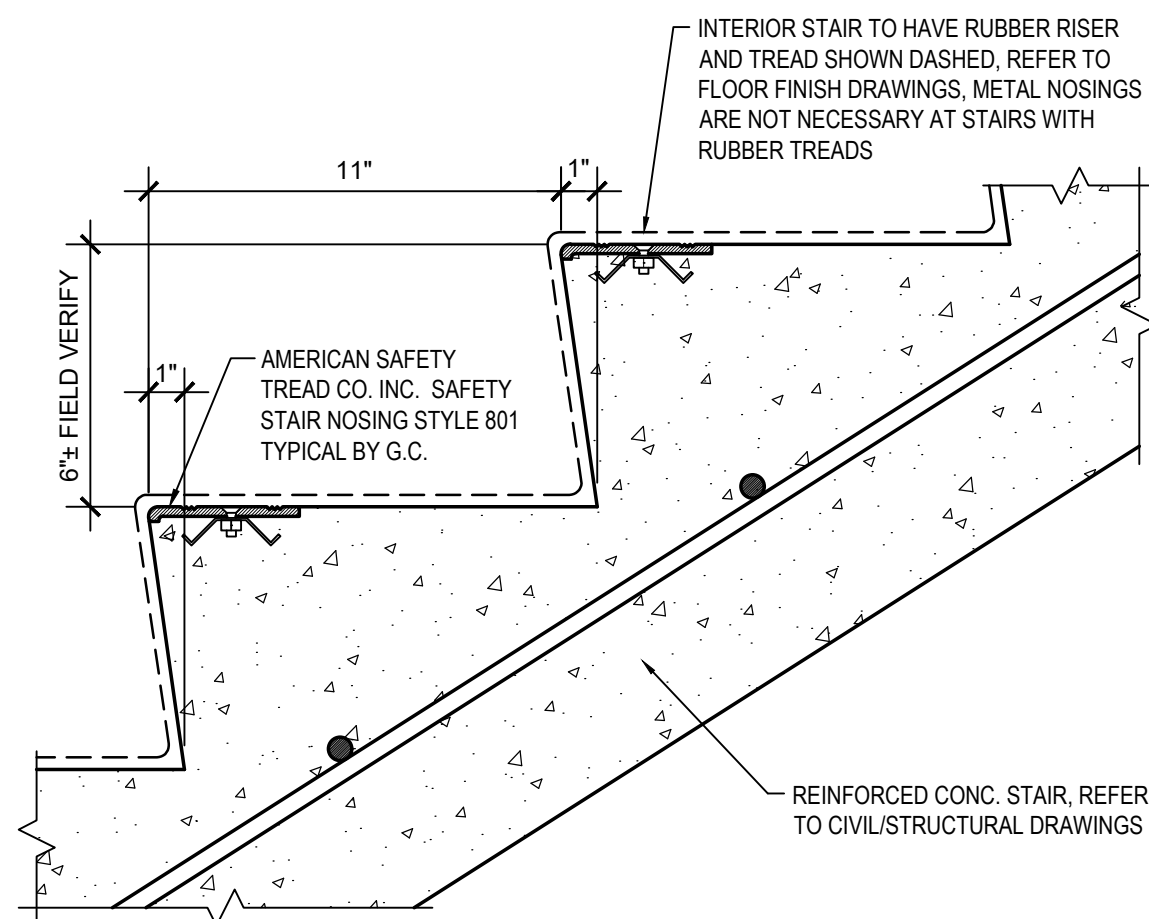 INTERIOR STAIR TO HAVE RUBBER RISER
AND TREAD SHOWN DASHED, REFER TO
FLOOR FINISH DRAWINGS, METAL NOSINGS
ARE NOT NECESSARY AT STAIRS WITH
RUBBER TREADS
11"
1"
6"± FIELD VERIFY
1"
AMERICAN SAFETY
TREAD CO. INC. SAFETY
STAIR NOSING STYLE 801
TYPICAL BY G.C.
REINFORCED CONC. STAIR, REFER
TO CIVIL/STRUCTURAL DRAWINGS